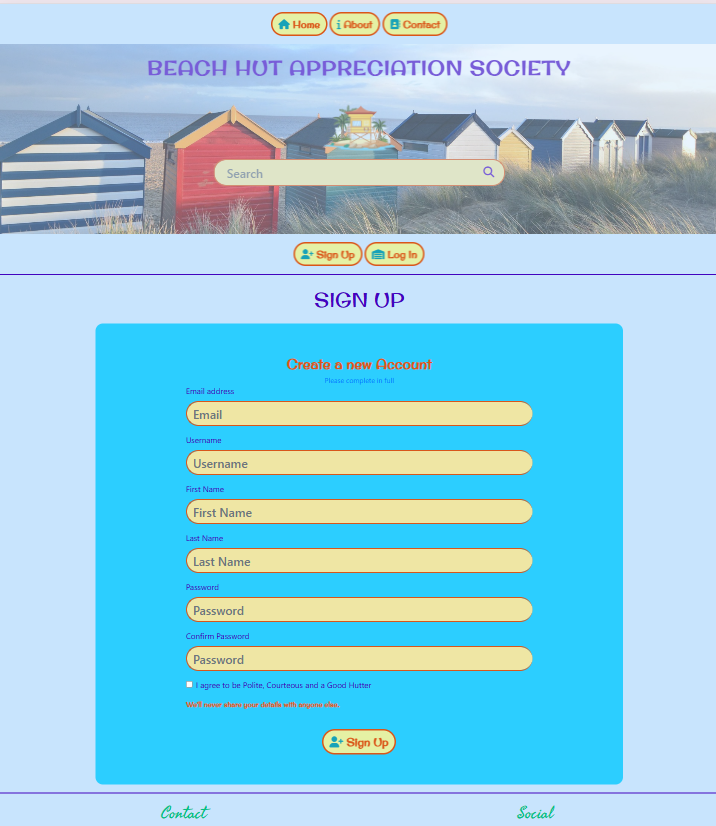 Home About Contact
BEACH HUT APPRECIATION SOCIETY
Search
Sign Up Log In
SIGN UP
Create a new Account
Please complete in full
Email address
Email
Username
Username
First Name
First Name
Last Name
Last Name
Password
Password
Confirm Password
Password
I agree to be Polite, Courteous and a Good Hutter
We'll never share your details with anyone else.
Sign Up
Contact Social